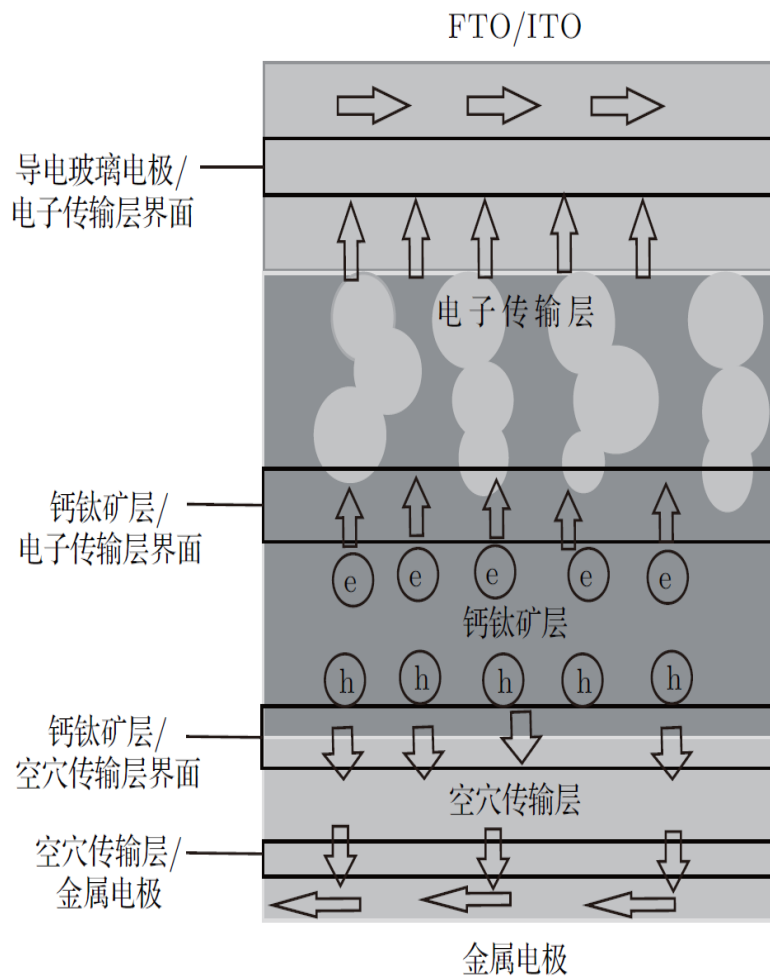 FTO/ITO
导电玻璃电极/
电子传输层界面
电子传输层
钙钛矿层/
电子传输层界面
e e e e e
钙钛矿层
h h h h h
钙钛矿层/
空穴传输层界面
空穴传输层
空穴传输层/
金属电极
金属电极